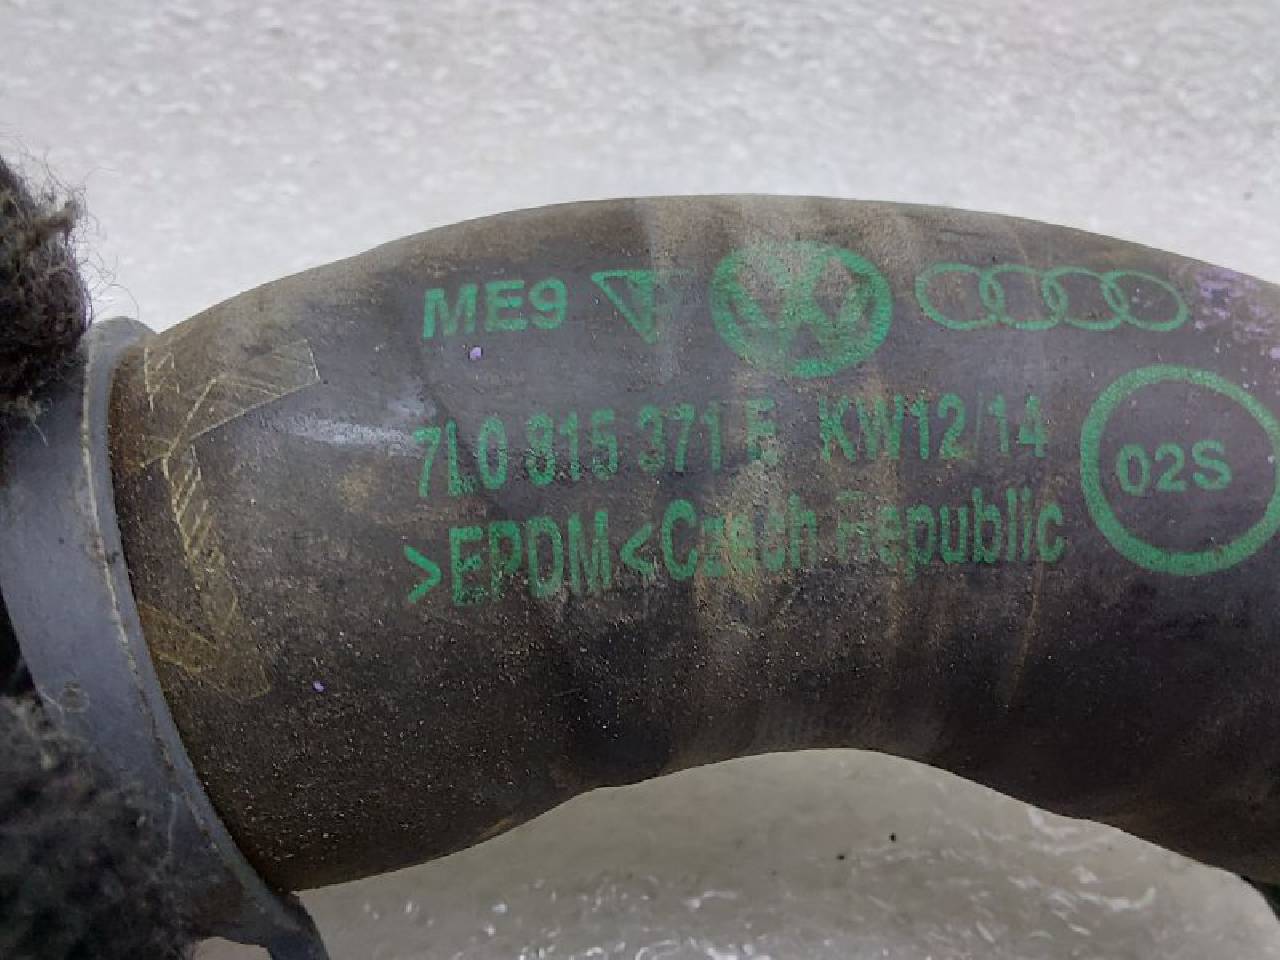 ME9
7L0 815 371 E KW12/14
02S
>EPDM< Czech Republic